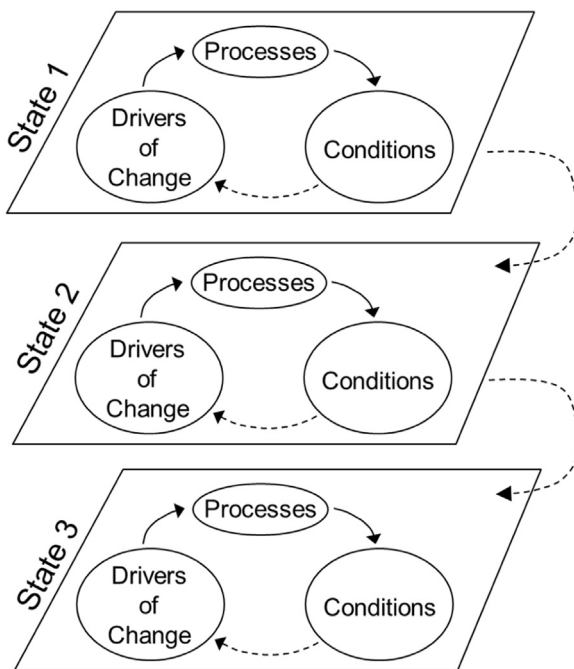 State 1
Processes
Drivers
of
Change
Conditions
State 2
Processes
Drivers
of
Change
Conditions
State 3
Processes
Drivers
of
Change
Conditions